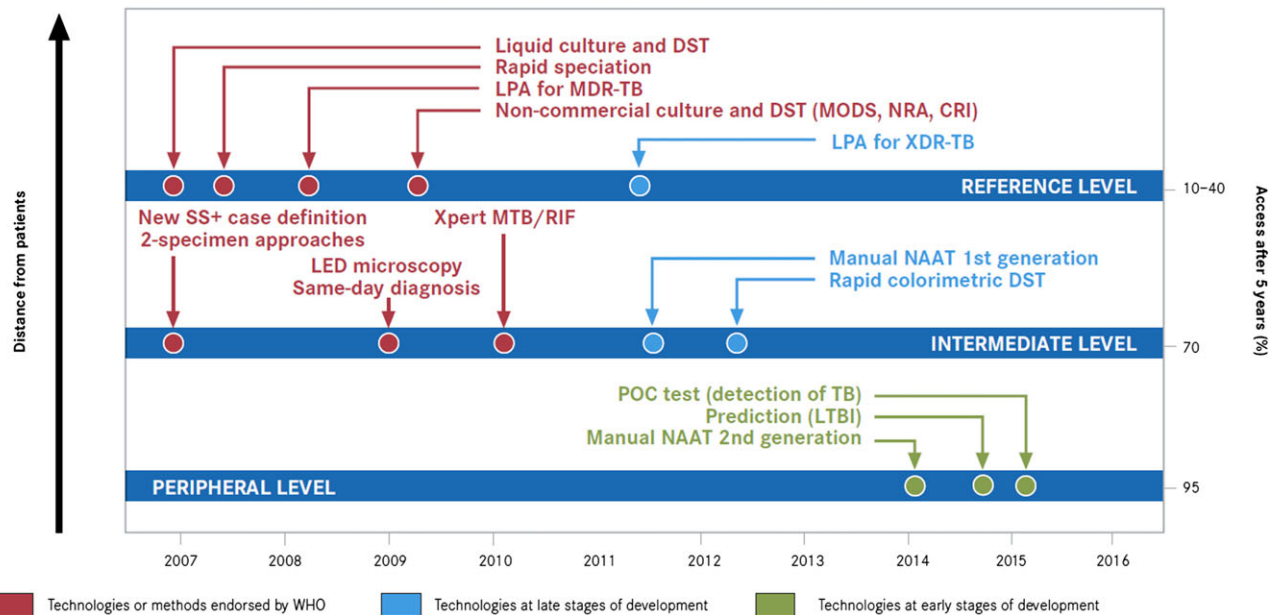 Liquid culture and DST
Rapid speciation
LPA for MDR-TB
Non-commercial culture and DST (MODS, NRA, CRI)
LPA for XDR-TB
REFERENCE LEVEL
10–40
New SS+ case definition
2-specimen approaches
Xpert MTB/RIF
LED microscopy
Same-day diagnosis
Manual NAAT 1st generation
Rapid colorimetric DST
INTERMEDIATE LEVEL
70
POC test (detection of TB)
Prediction (LTBI)
Manual NAAT 2nd generation
PERIPHERAL LEVEL
95
Distance from patients
Access after 5 years (%)
2007 2008 2009 2010 2011 2012 2013 2014 2015 2016
Technologies or methods endorsed by WHO
Technologies at late stages of development
Technologies at early stages of development